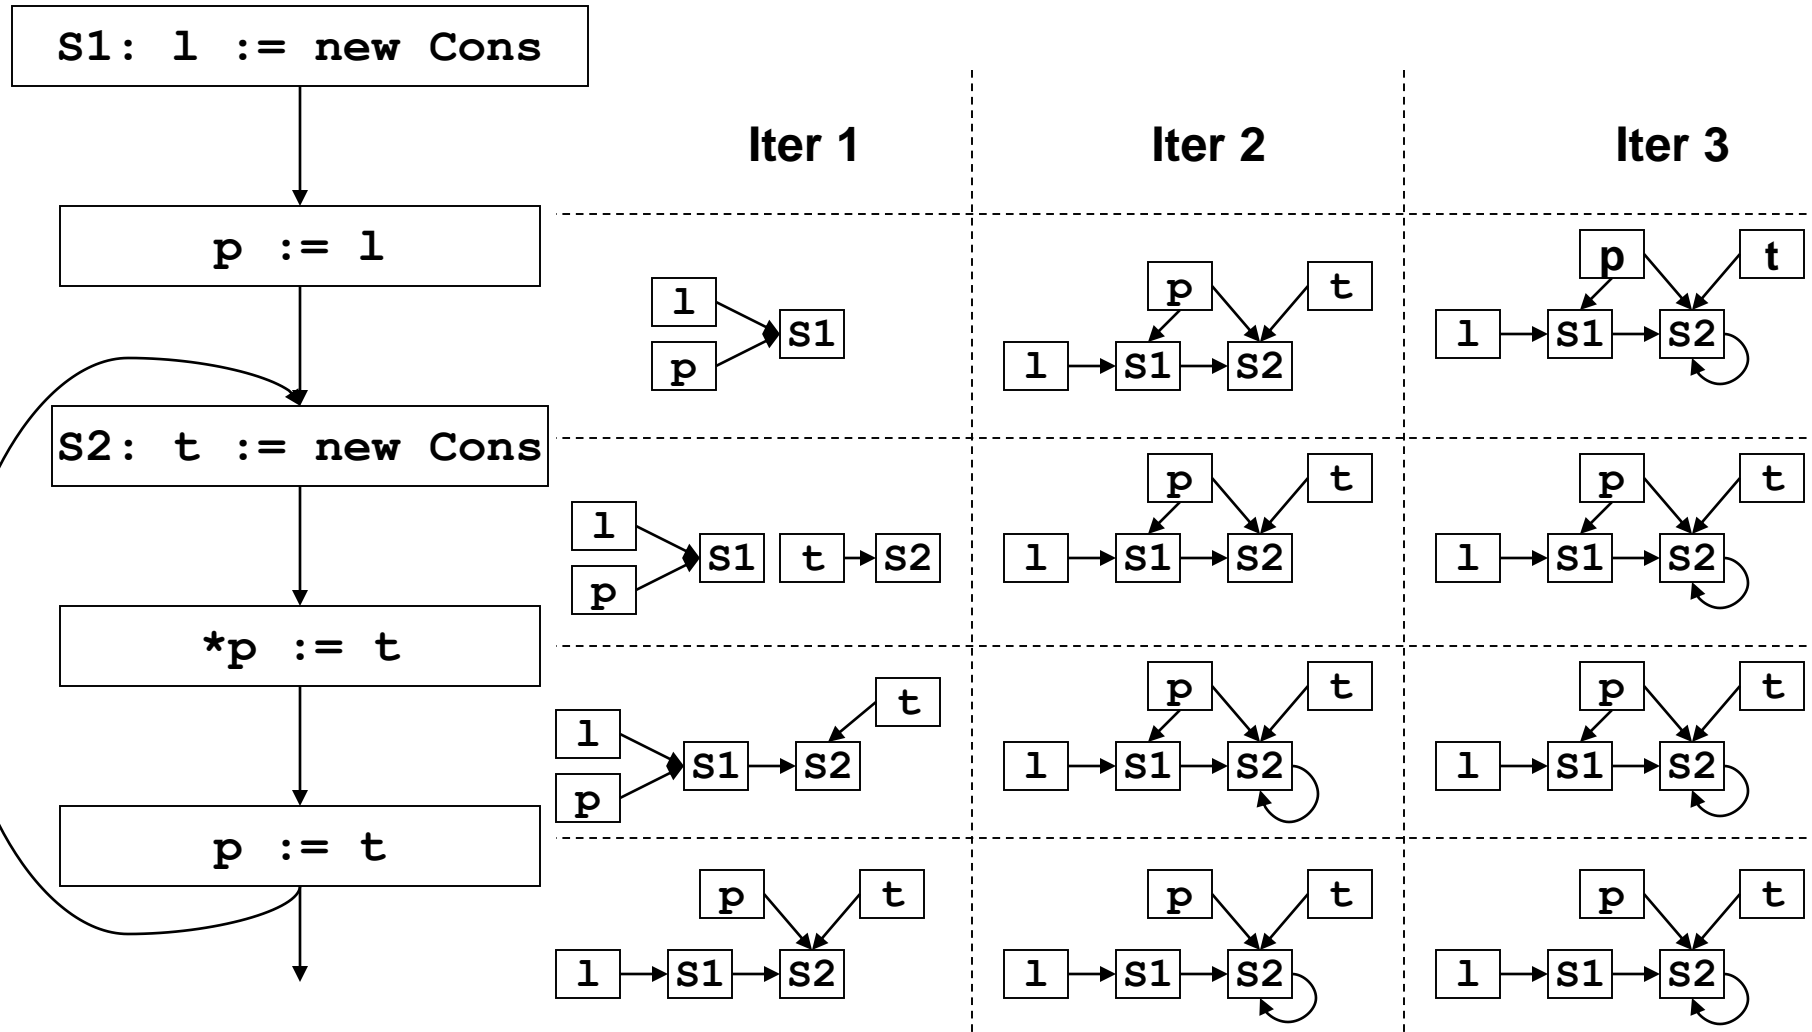 S1: l := new Cons
Iter 1 Iter 2 Iter 3
p := l
l p S1
p t l S1 S2
p t l S1 S2
S2: t := new Cons
l p S1 t S2
p t l S1 S2
p t l S1 S2
*p := t
l p S1 S2 t
p t l S1 S2
p t l S1 S2
p := t
p t l S1 S2
p t l S1 S2
p t l S1 S2